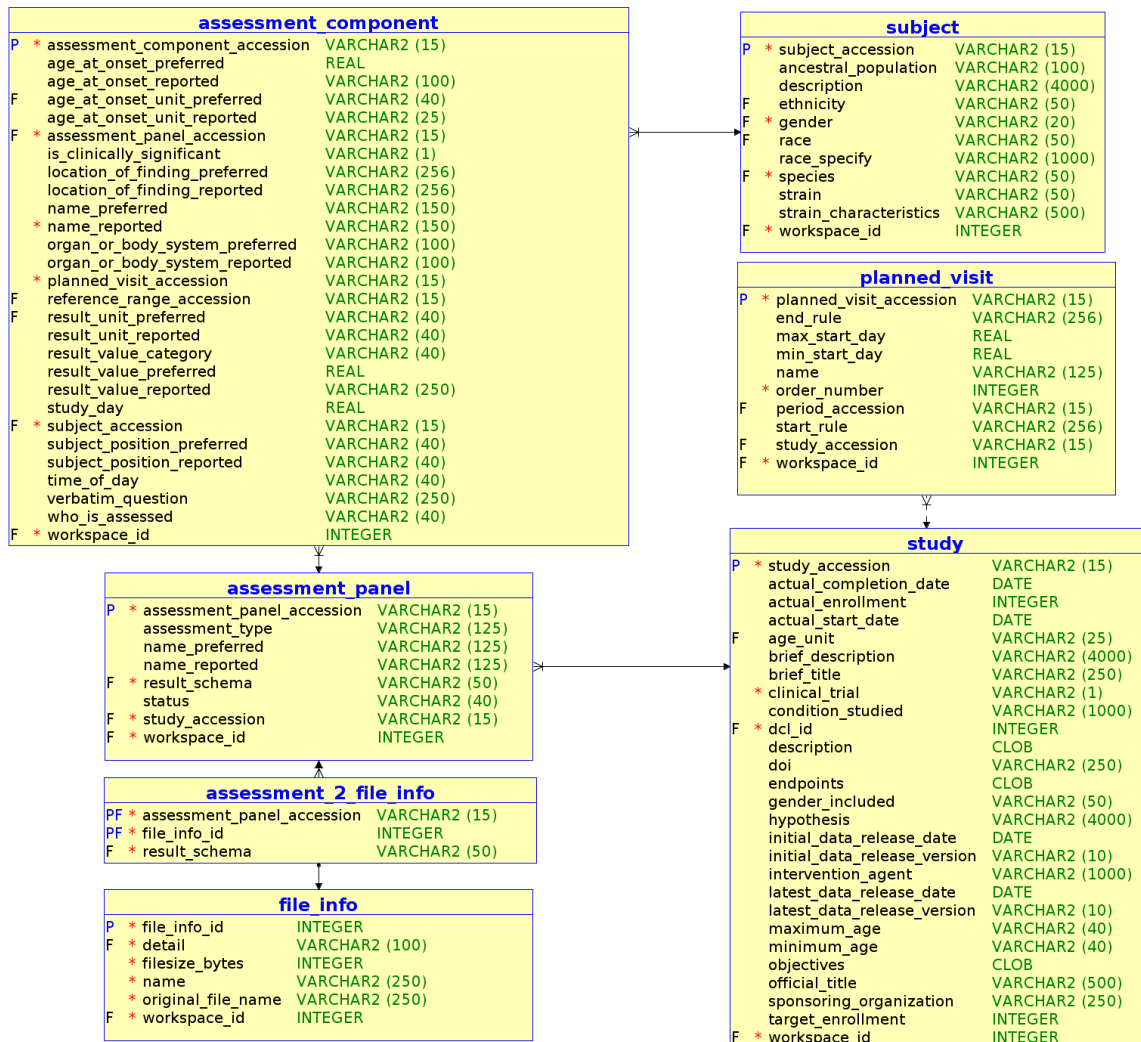 assessment_component
P * assessment_component_accession VARCHAR2 (15)
age_at_onset_preferred REAL
age_at_onset_reported VARCHAR2 (100)
F age_at_onset_unit_preferred VARCHAR2 (40)
age_at_onset_unit_reported VARCHAR2 (25)
F * assessment_panel_accession VARCHAR2 (15)
is_clinically_significant VARCHAR2 (1)
location_of_finding_preferred VARCHAR2 (256)
location_of_finding_reported VARCHAR2 (256)
name_preferred VARCHAR2 (150)
* name_reported VARCHAR2 (150)
organ_or_body_system_preferred VARCHAR2 (100)
organ_or_body_system_reported VARCHAR2 (100)
* planned_visit_accession VARCHAR2 (15)
F reference_range_accession VARCHAR2 (15)
F result_unit_preferred VARCHAR2 (40)
result_unit_reported VARCHAR2 (40)
result_value_category VARCHAR2 (40)
result_value_preferred REAL
result_value_reported VARCHAR2 (250)
study_day REAL
F * subject_accession VARCHAR2 (15)
subject_position_preferred VARCHAR2 (40)
subject_position_reported VARCHAR2 (40)
time_of_day VARCHAR2 (40)
verbatim_question VARCHAR2 (250)
who_is_assessed VARCHAR2 (40)
F * workspace_id INTEGER
subject
P * subject_accession VARCHAR2 (15)
ancestral_population VARCHAR2 (100)
description VARCHAR2 (4000)
F ethnicity VARCHAR2 (50)
F * gender VARCHAR2 (20)
F race VARCHAR2 (50)
race_specify VARCHAR2 (1000)
F * species VARCHAR2 (50)
strain VARCHAR2 (50)
strain_characteristics VARCHAR2 (500)
F * workspace_id INTEGER
planned_visit
P * planned_visit_accession VARCHAR2 (15)
end_rule VARCHAR2 (256)
max_start_day REAL
min_start_day REAL
name VARCHAR2 (125)
* order_number INTEGER
F period_accession VARCHAR2 (15)
start_rule VARCHAR2 (256)
F study_accession VARCHAR2 (15)
F * workspace_id INTEGER
assessment_panel
P * assessment_panel_accession VARCHAR2 (15)
assessment_type VARCHAR2 (125)
name_preferred VARCHAR2 (125)
name_reported VARCHAR2 (125)
F * result_schema VARCHAR2 (50)
status VARCHAR2 (40)
F * study_accession VARCHAR2 (15)
F * workspace_id INTEGER
assessment_2_file_info
PF * assessment_panel_accession VARCHAR2 (15)
PF * file_info_id INTEGER
F * result_schema VARCHAR2 (50)
file_info
P * file_info_id INTEGER
F * detail VARCHAR2 (100)
* filesize_bytes INTEGER
* name VARCHAR2 (250)
* original_file_name VARCHAR2 (250)
F * workspace_id INTEGER
study
P * study_accession VARCHAR2 (15)
actual_completion_date DATE
actual_enrollment INTEGER
actual_start_date DATE
F age_unit VARCHAR2 (25)
brief_description VARCHAR2 (4000)
brief_title VARCHAR2 (250)
* clinical_trial VARCHAR2 (1)
condition_studied VARCHAR2 (1000)
F * dcl_id INTEGER
description CLOB
doi VARCHAR2 (250)
endpoints CLOB
gender_included VARCHAR2 (50)
hypothesis VARCHAR2 (4000)
initial_data_release_date DATE
initial_data_release_version VARCHAR2 (10)
intervention_agent VARCHAR2 (1000)
latest_data_release_date DATE
latest_data_release_version VARCHAR2 (10)
maximum_age VARCHAR2 (40)
minimum_age VARCHAR2 (40)
objectives CLOB
official_title VARCHAR2 (500)
sponsoring_organization VARCHAR2 (250)
target_enrollment INTEGER
F * workspace_id INTEGER